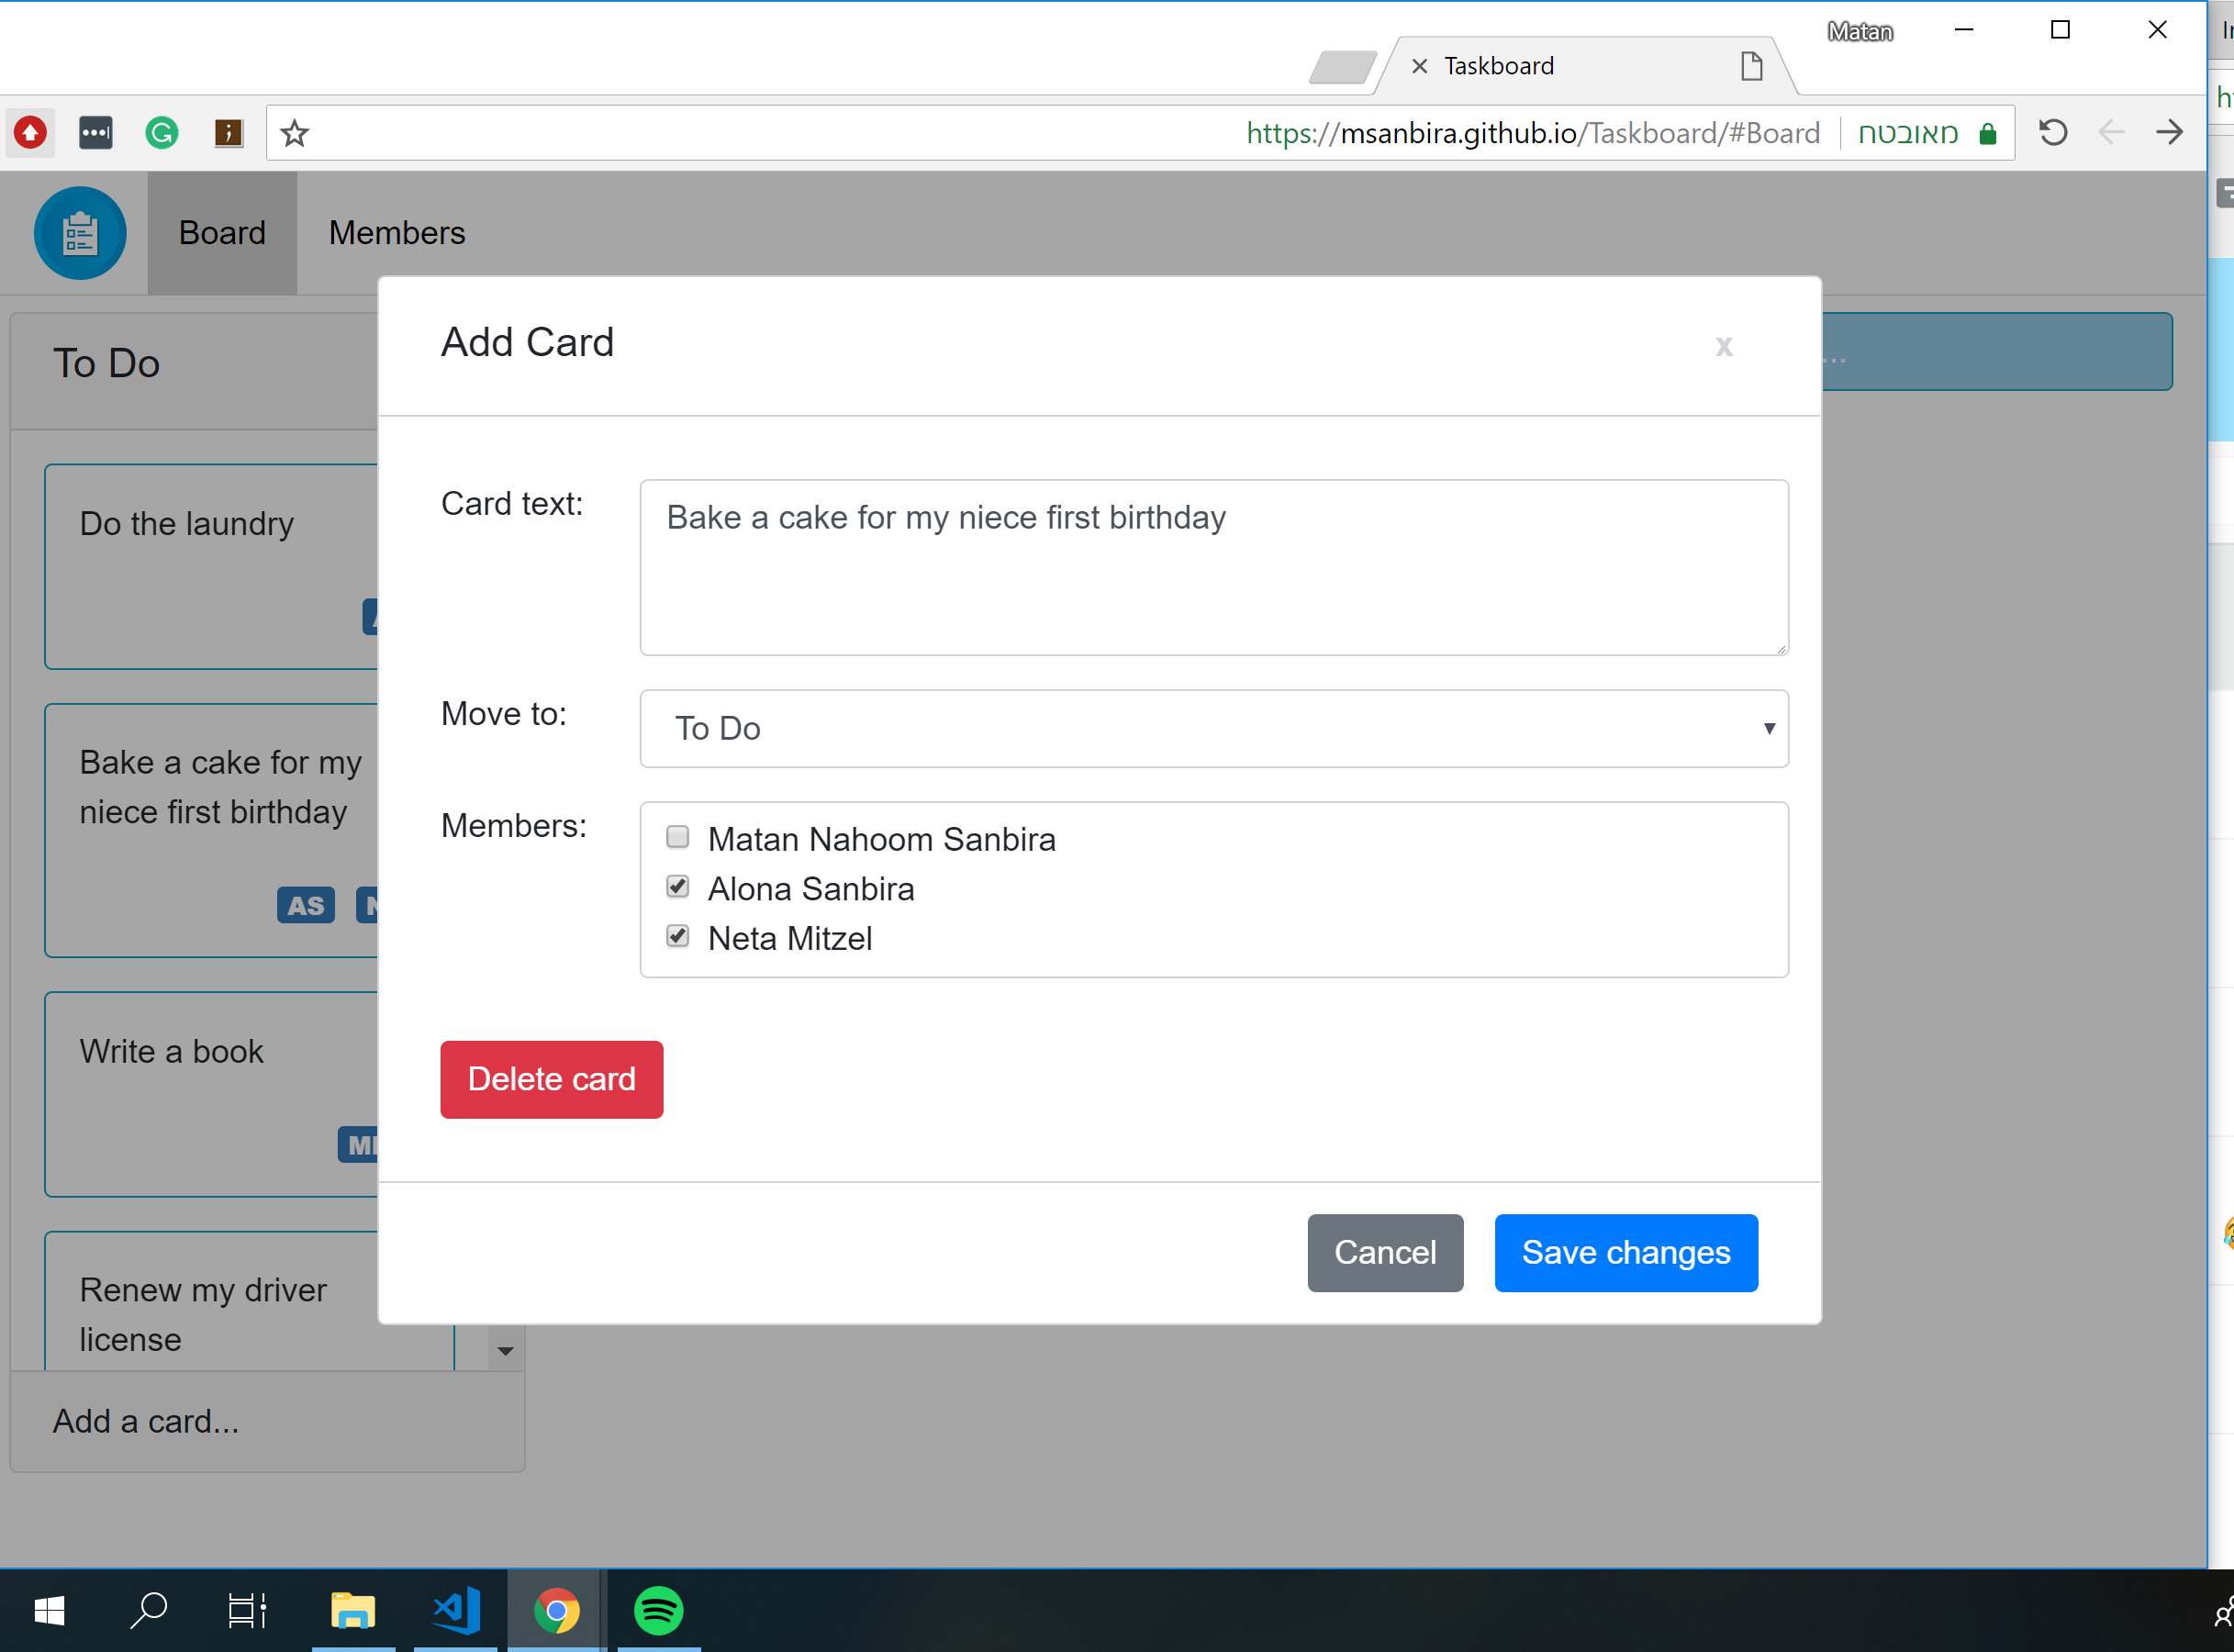 Matan
Taskboard
https://msanbira.github.io/Taskboard/#Board
מאובטח
Board
Members
To Do
...
Do the laundry
Bake a cake for my
niece first birthday
AS
Write a book
Renew my driver
license
Add a card...
Add Card
x
Card text:
Bake a cake for my niece first birthday
Move to:
To Do
Members:
Matan Nahoom Sanbira
Alona Sanbira
Neta Mitzel
Delete card
Cancel
Save changes